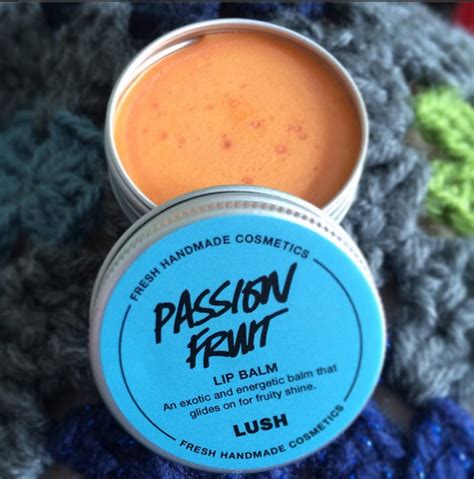 FRESH HANDMADE COSMETICS
PASSION
FRUIT
LIP BALM
An exotic and energetic balm that
glides on for fruity shine.
LUSH
FRESH HANDMADE COSMETICS